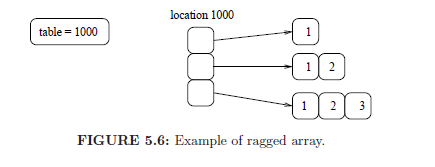 location 1000
table = 1000
1
1 2
1 2 3
FIGURE 5.6: Example of ragged array.